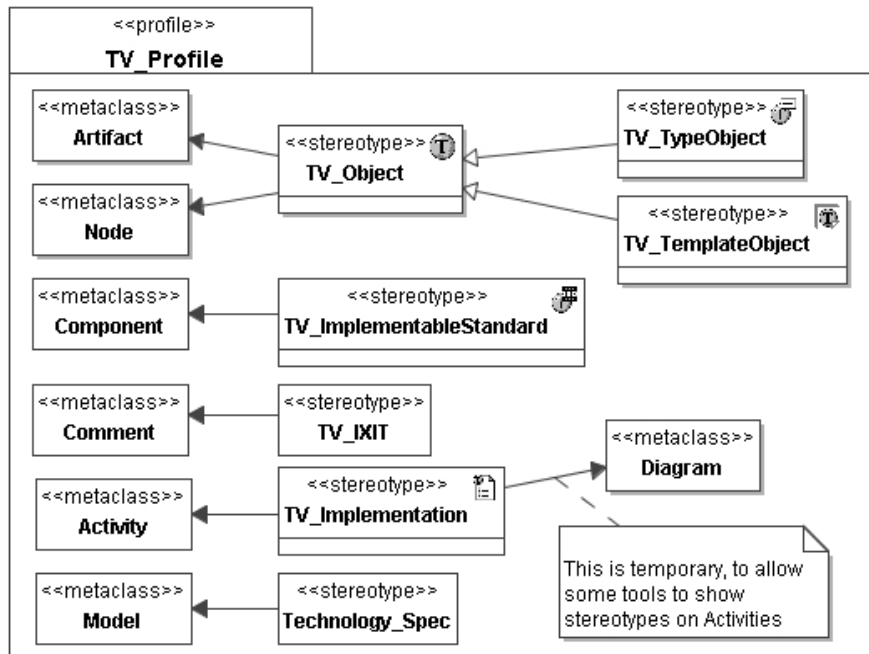 <<profile>>
TV_Profile
<<metaclass>>
Artifact
<<stereotype>>
TV_Object
T
<<stereotype>>
TV_TypeObject
<<metaclass>>
Node
<<stereotype>>
TV_TemplateObject
T
<<metaclass>>
Component
<<stereotype>>
TV_ImplementableStandard
<<metaclass>>
Comment
<<stereotype>>
TV_IXIT
<<metaclass>>
Diagram
<<metaclass>>
Activity
<<stereotype>>
TV_Implementation
This is temporary, to allow
some tools to show
stereotypes on Activities
<<metaclass>>
Model
<<stereotype>>
Technology_Spec